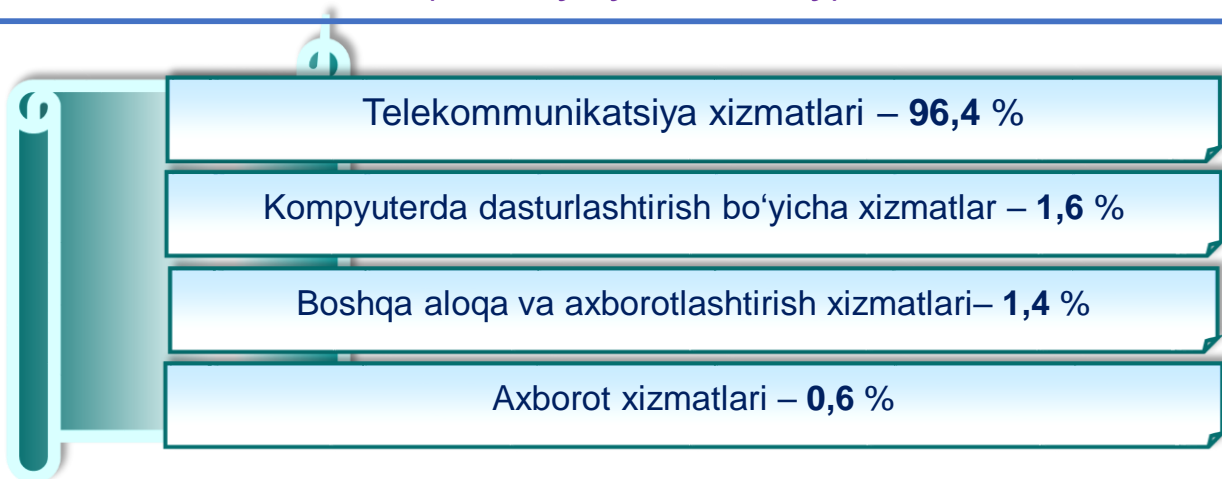 Telekommunikatsiya xizmatlari – 96,4 %
Kompyuterda dasturlashtirish bo‘yicha xizmatlar – 1,6 %
Boshqa aloqa va axborotlashtirish xizmatlari– 1,4 %
Axborot xizmatlari – 0,6 %